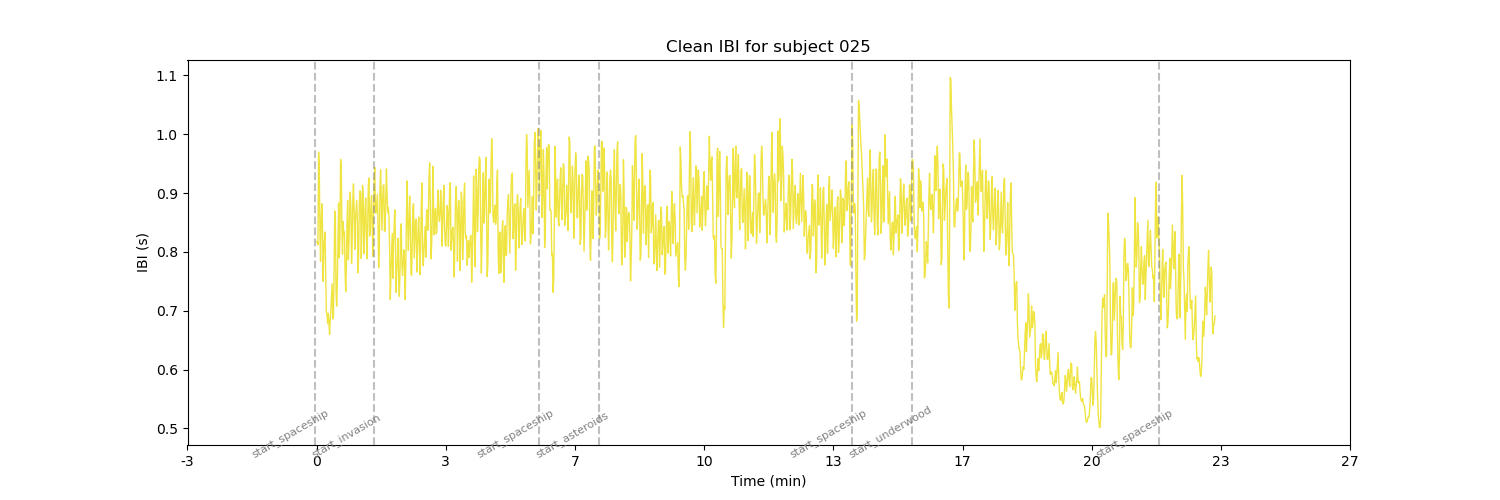 Clean IBI for subject 025
IBI (s)
1.1
1.0
0.9
0.8
0.7
0.6
0.5
start_spaceship
start_invasion
start_spaceship
start_asteroids
start_spaceship
start_underwood
start_spaceship
-3 0 3 7 10 13 17 20 23 27
Time (min)